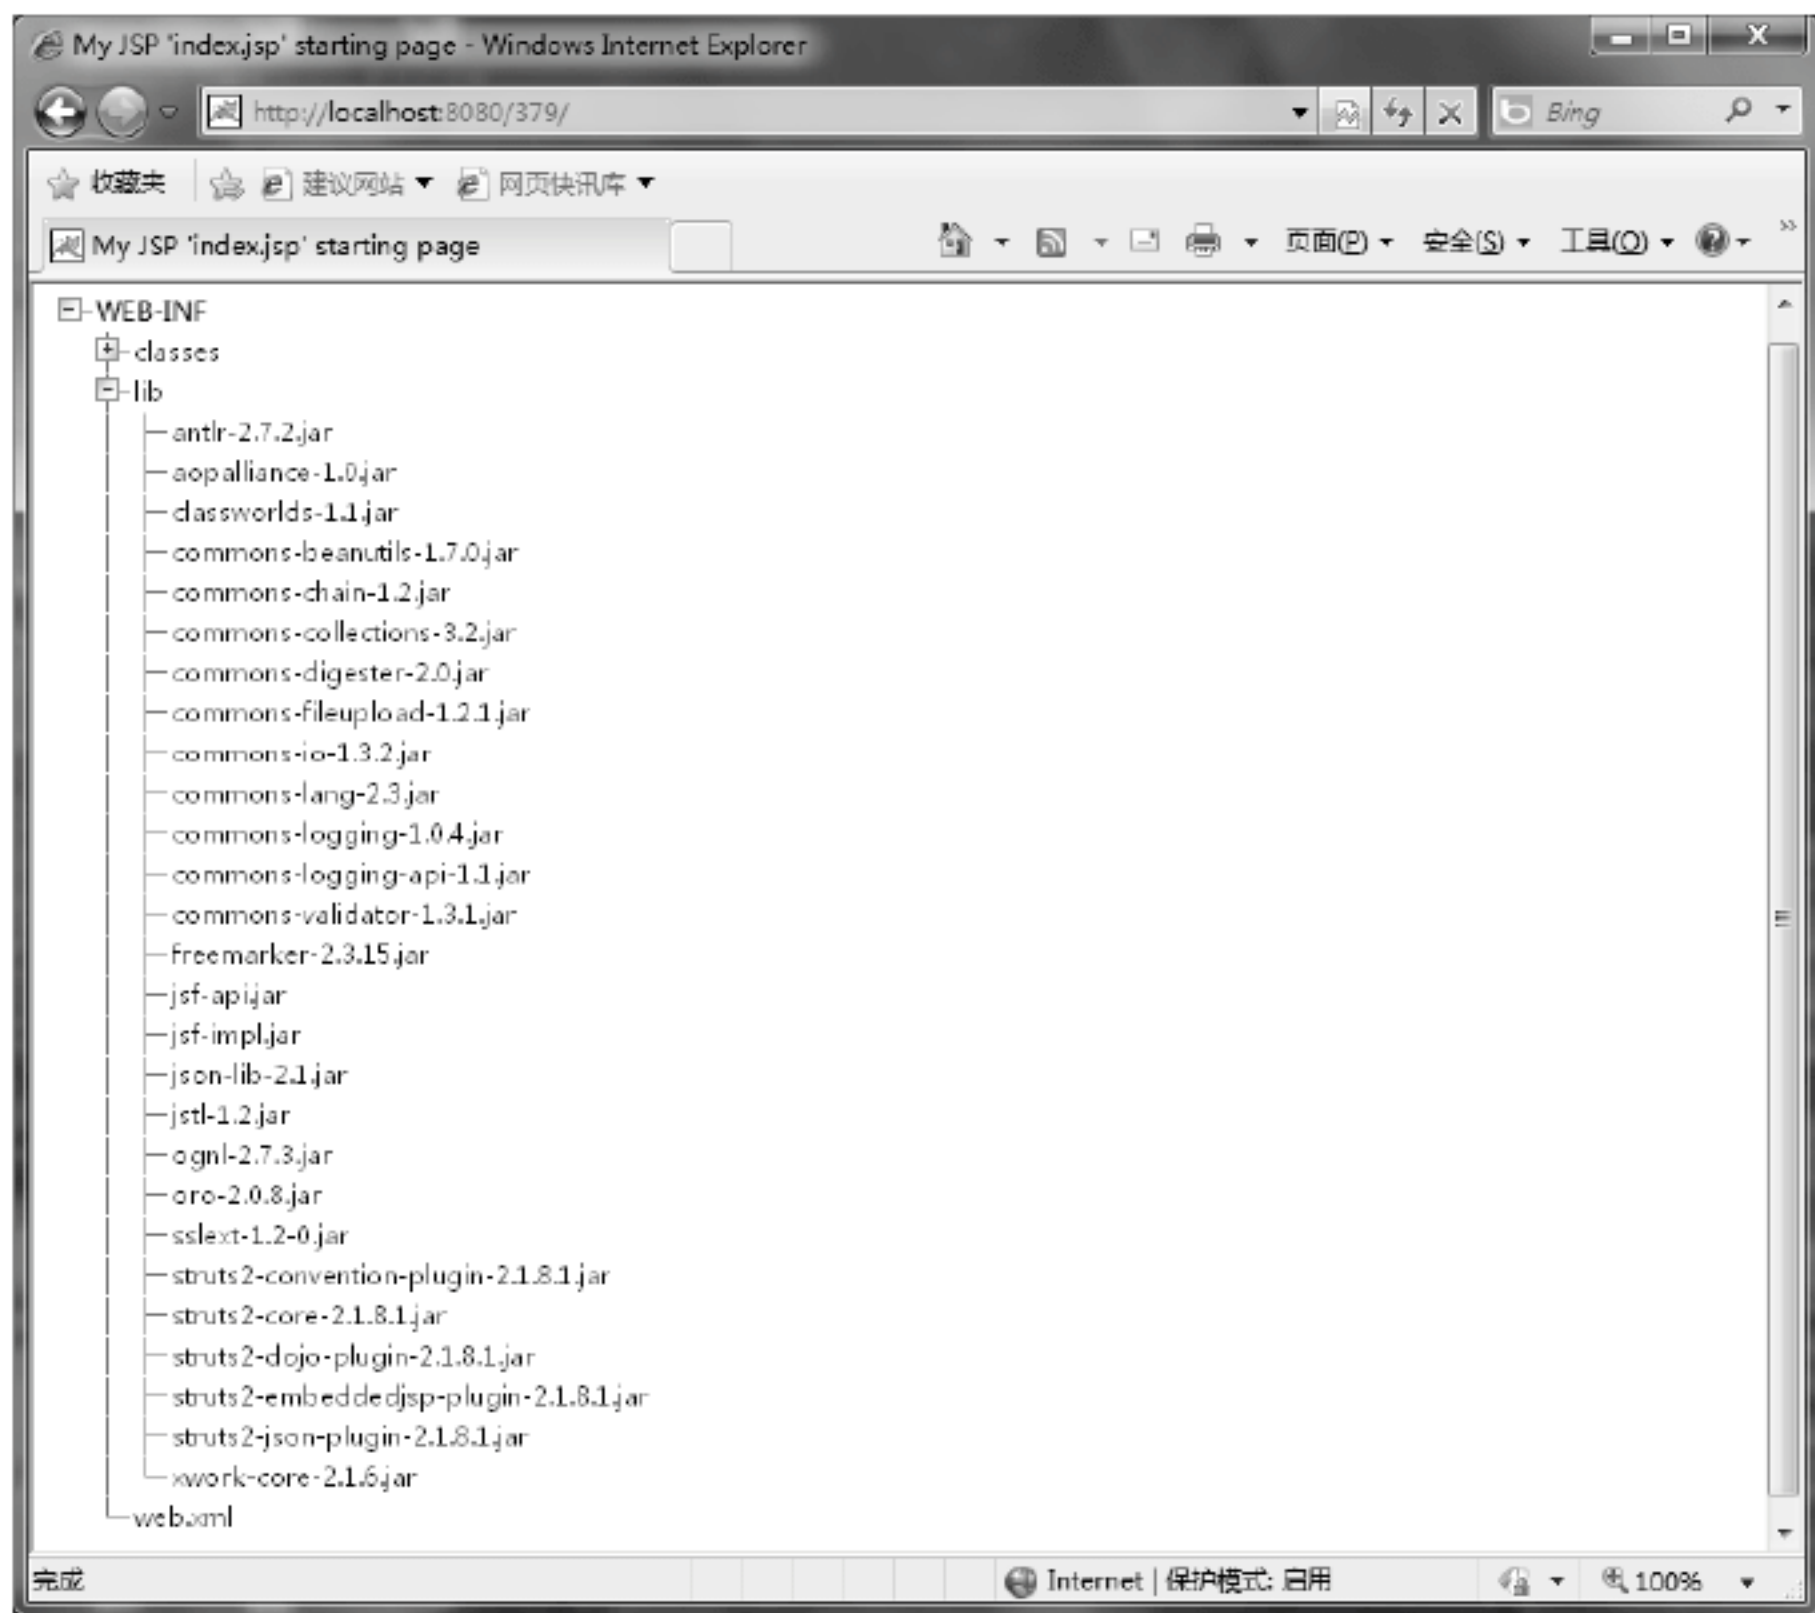 My JSP 'index.jsp' starting page - Windows Internet Explorer
http://localhost:8080/379/
Bing
收藏夹 建议网站 网页快讯库
My JSP 'index.jsp' starting page 页面(P) 安全(S) 工具(O)
WEB-INF
classes
lib
antlr-2.7.2.jar
aopalliance-1.0.jar
classworlds-1.1.jar
commons-beanutils-1.7.0.jar
commons-chain-1.2.jar
commons-collections-3.2.jar
commons-digester-2.0.jar
commons-fileupload-1.2.1.jar
commons-io-1.3.2.jar
commons-lang-2.3.jar
commons-logging-1.0.4.jar
commons-logging-api-1.1.jar
commons-validator-1.3.1.jar
freemarker-2.3.15.jar
jsf-api.jar
jsf-impl.jar
json-lib-2.1.jar
jstl-1.2.jar
ognl-2.7.3.jar
oro-2.0.8.jar
sslext-1.2-0.jar
struts2-convention-plugin-2.1.8.1.jar
struts2-core-2.1.8.1.jar
struts2-dojo-plugin-2.1.8.1.jar
struts2-embeddedjsp-plugin-2.1.8.1.jar
struts2-json-plugin-2.1.8.1.jar
xwork-core-2.1.6.jar
web.xml
完成 Internet | 保护模式: 启用 100%